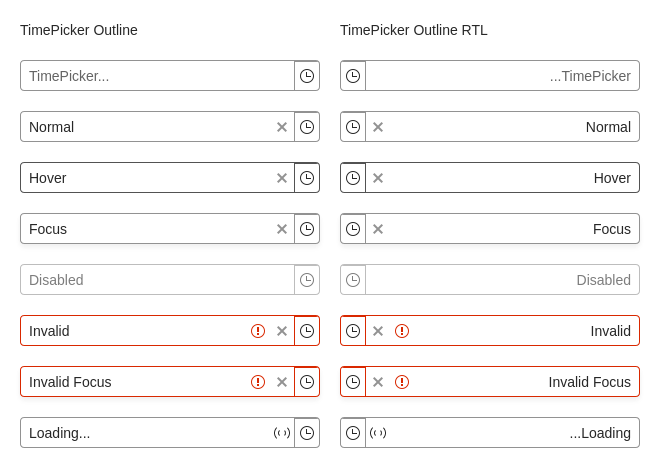 TimePicker Outline
TimePicker...
Normal
Hover
Focus
Disabled
Invalid
Invalid Focus
Loading...
TimePicker Outline RTL
...TimePicker
Normal
Hover
Focus
Disabled
Invalid
Invalid Focus
...Loading